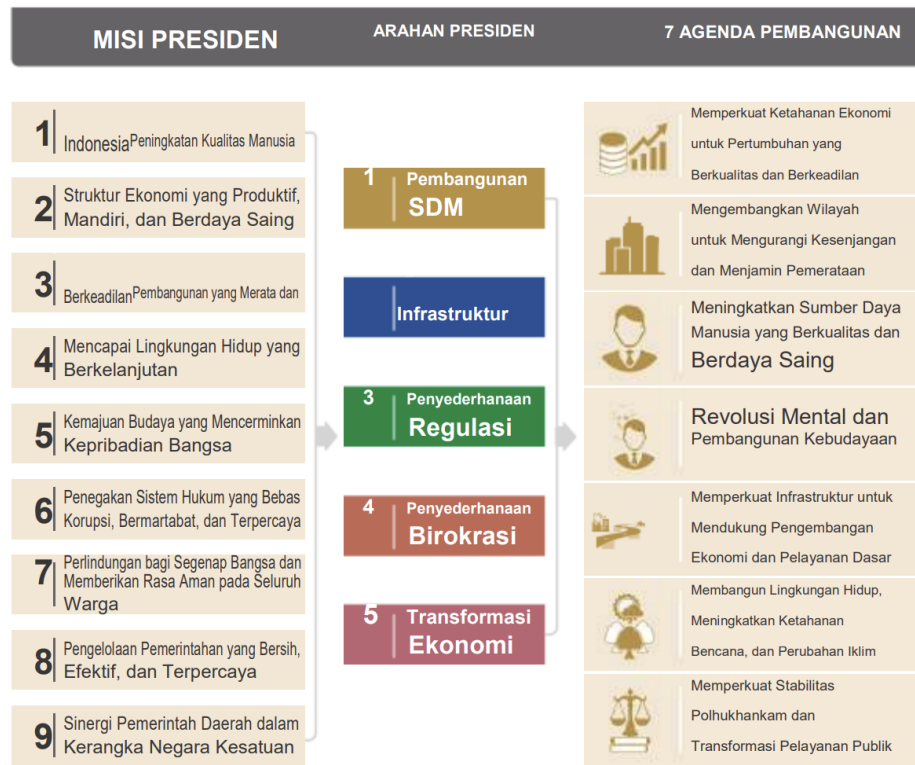 MISI PRESIDEN
ARAHAN PRESIDEN
7 AGENDA PEMBANGUNAN
1
IndonesiaPeningkatan Kualitas Manusia
2
Struktur Ekonomi yang Produktif,
Mandiri, dan Berdaya Saing
3
BerkeadilanPembangunan yang Merata dan
4
Mencapai Lingkungan Hidup yang
Berkelanjutan
5
Kemajuan Budaya yang Mencerminkan
Kepribadian Bangsa
6
Penegakan Sistem Hukum yang Bebas
Korupsi, Bermartabat, dan Terpercaya
7
Perlindungan bagi Segenap Bangsa dan
Memberikan Rasa Aman pada Seluruh
Warga
8
Pengelolaan Pemerintahan yang Bersih,
Efektif, dan Terpercaya
9
Sinergi Pemerintah Daerah dalam
Kerangka Negara Kesatuan
1
Pembangunan
SDM
Infrastruktur
3
Penyederhanaan
Regulasi
4
Penyederhanaan
Birokrasi
5
Transformasi
Ekonomi
Memperkuat Ketahanan Ekonomi
untuk Pertumbuhan yang
Berkualitas dan Berkeadilan
Mengembangkan Wilayah
untuk Mengurangi Kesenjangan
dan Menjamin Pemerataan
Meningkatkan Sumber Daya
Manusia yang Berkualitas dan
Berdaya Saing
Revolusi Mental dan
Pembangunan Kebudayaan
Memperkuat Infrastruktur untuk
Mendukung Pengembangan
Ekonomi dan Pelayanan Dasar
Membangun Lingkungan Hidup,
Meningkatkan Ketahanan
Bencana, dan Perubahan Iklim
Memperkuat Stabilitas
Polhukhankam dan
Transformasi Pelayanan Publik